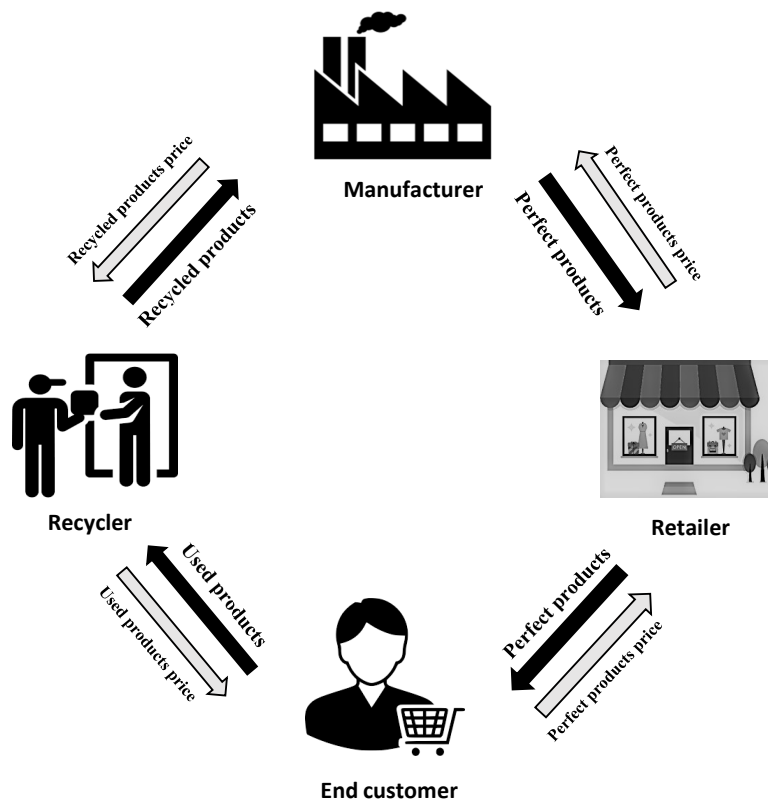 Manufacturer
Recycled products price
Recycled products
Perfect products price
Perfect products
OPEN
Recycler
Retailer
Used products
Used products price
Perfect products
Perfect products price
End customer